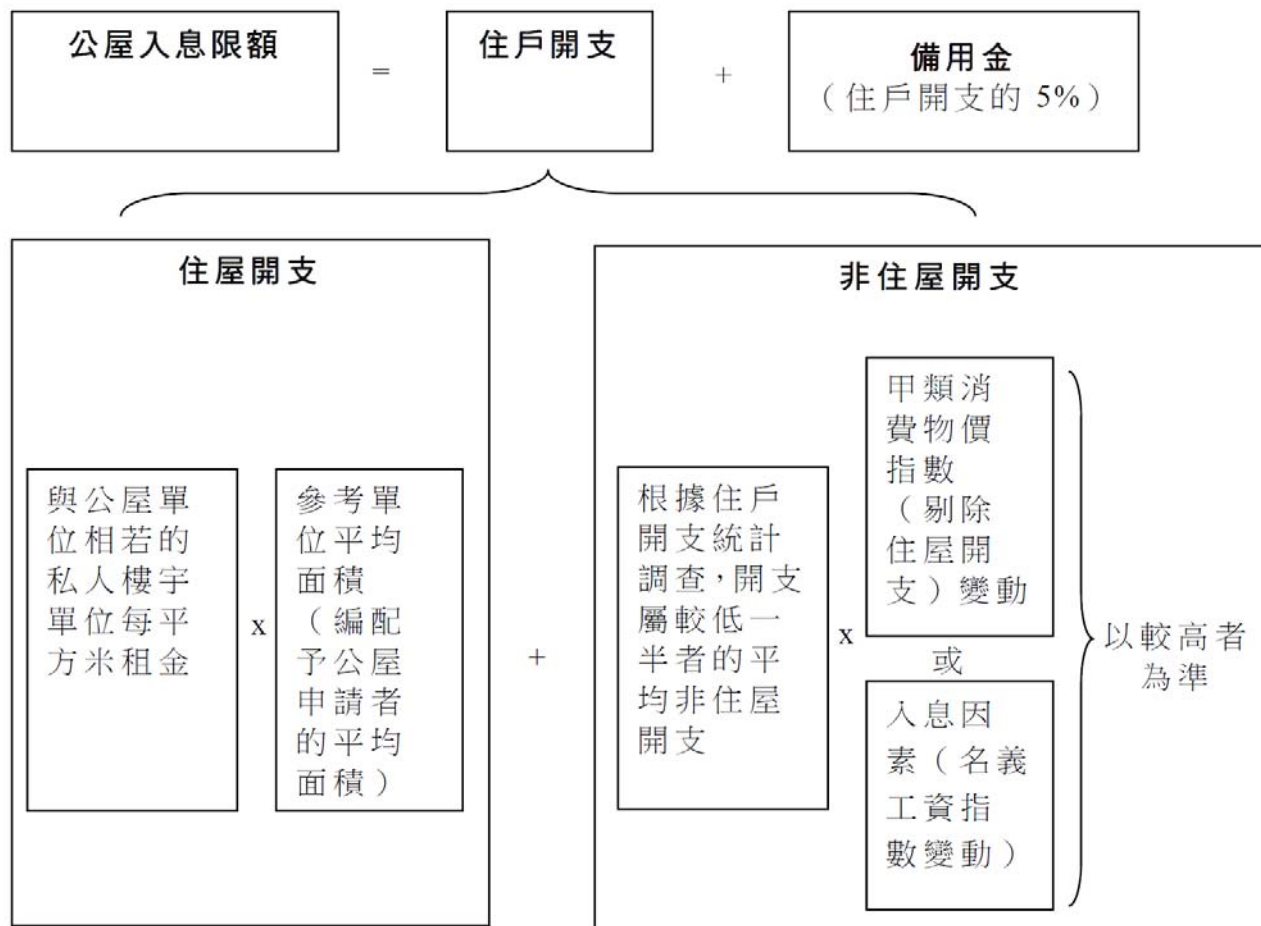 公屋入息限額
=
住戶開支
+
備用金
（住戶開支的 5%）
住屋開支
與公屋單
位相若的
私人樓宇
單位每平
方米租金
x
參考單
位平均
面積
（編配
予公屋
申請者
的平均
面積）
+
非住屋開支
根據住戶
開支統計
調查，開支
屬較低一
半者的平
均非住屋
開支
x
甲類消
費物價
指數
（剔除
住屋開
支）變動
或
入息因
素（名義
工資指
數變動）
以較高者
為準